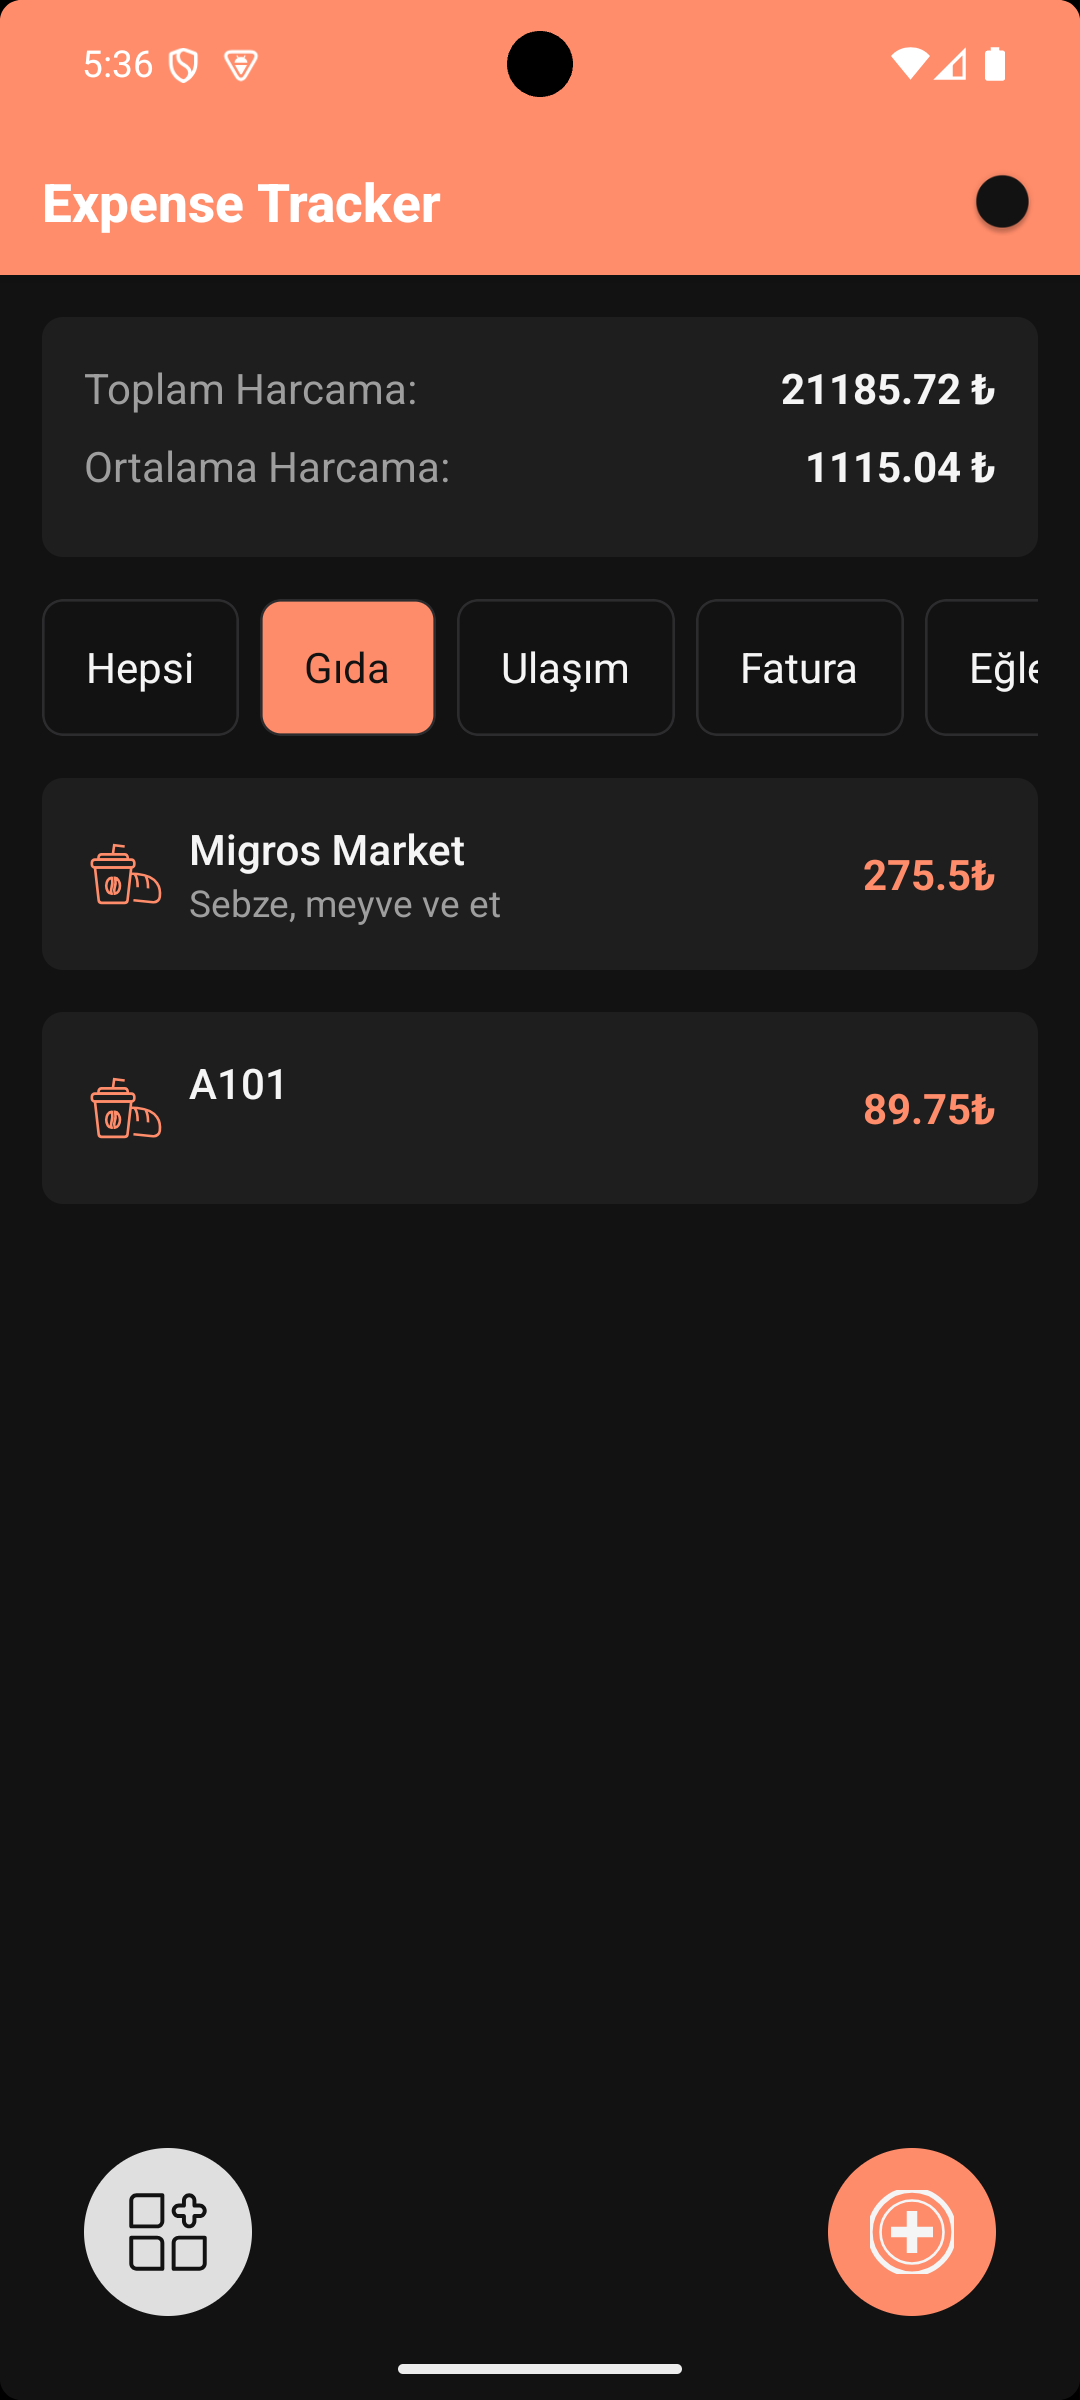 5:36
Expense Tracker
Toplam Harcama: 21185.72 ₺
Ortalama Harcama: 1115.04 ₺
Hepsi Gıda Ulaşım Fatura Eğle
Migros Market
Sebze, meyve ve et
275.5₺
A101
89.75₺